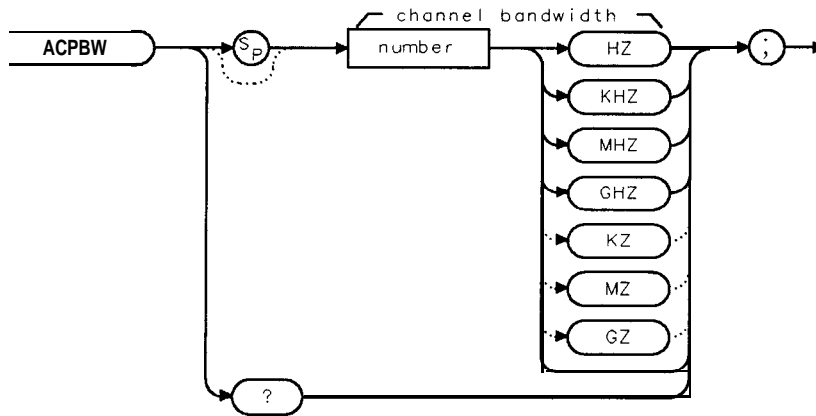 channel bandwidth
ACPBW
SP
number
HZ
;
KHZ
MHZ
GHZ
KZ
MZ
GZ
?